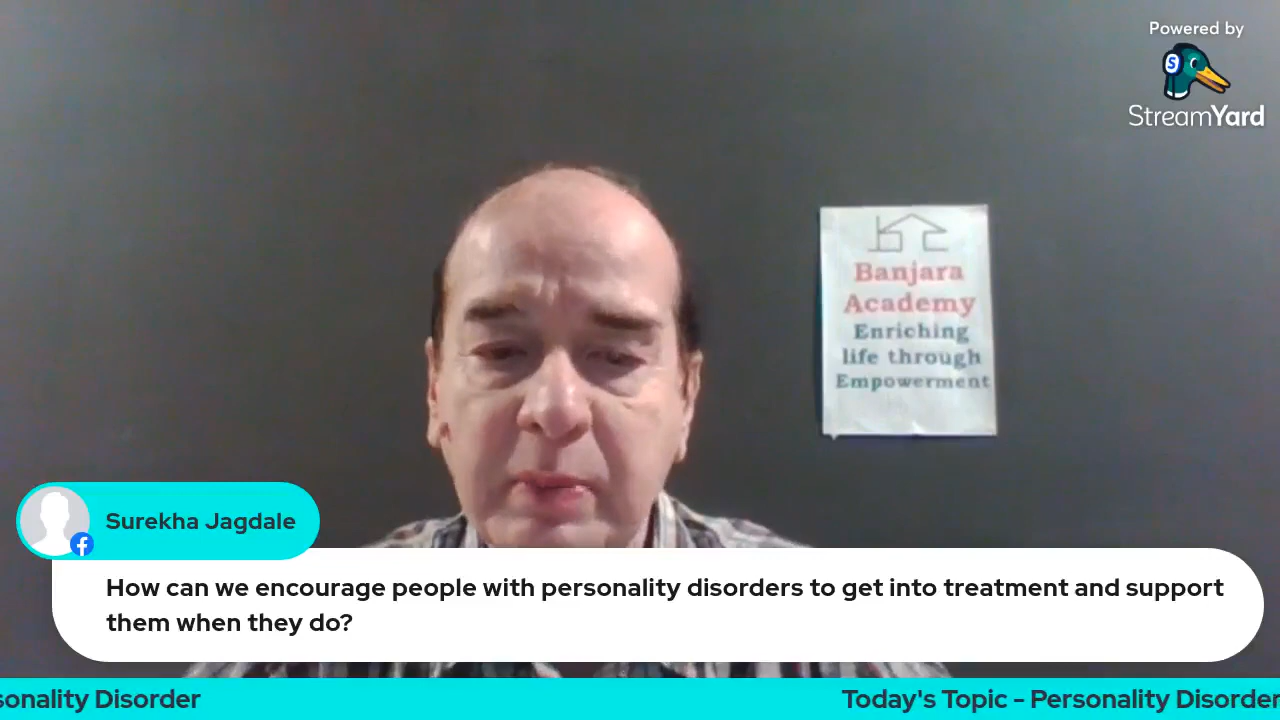 Powered by
StreamYard
Banjara
Academy
Enriching
life through
Empowerment
Surekha Jagdale
How can we encourage people with personality disorders to get into treatment and support
them when they do?
sonality Disorder
Today's Topic - Personality Disorder